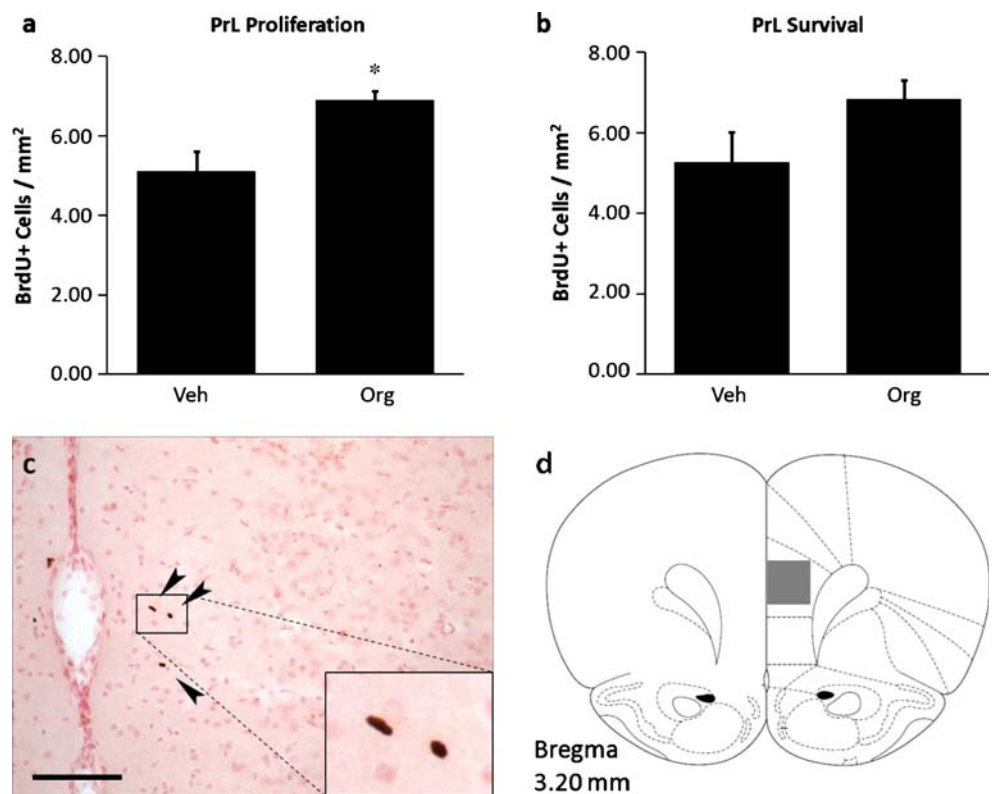 a
PrL Proliferation
8.00
6.00
4.00
2.00
0.00
BrdU+ Cells / mm²
*
Veh
Org
b
PrL Survival
8.00
6.00
4.00
2.00
0.00
BrdU+ Cells / mm²
Veh
Org
c
d
Bregma
3.20 mm